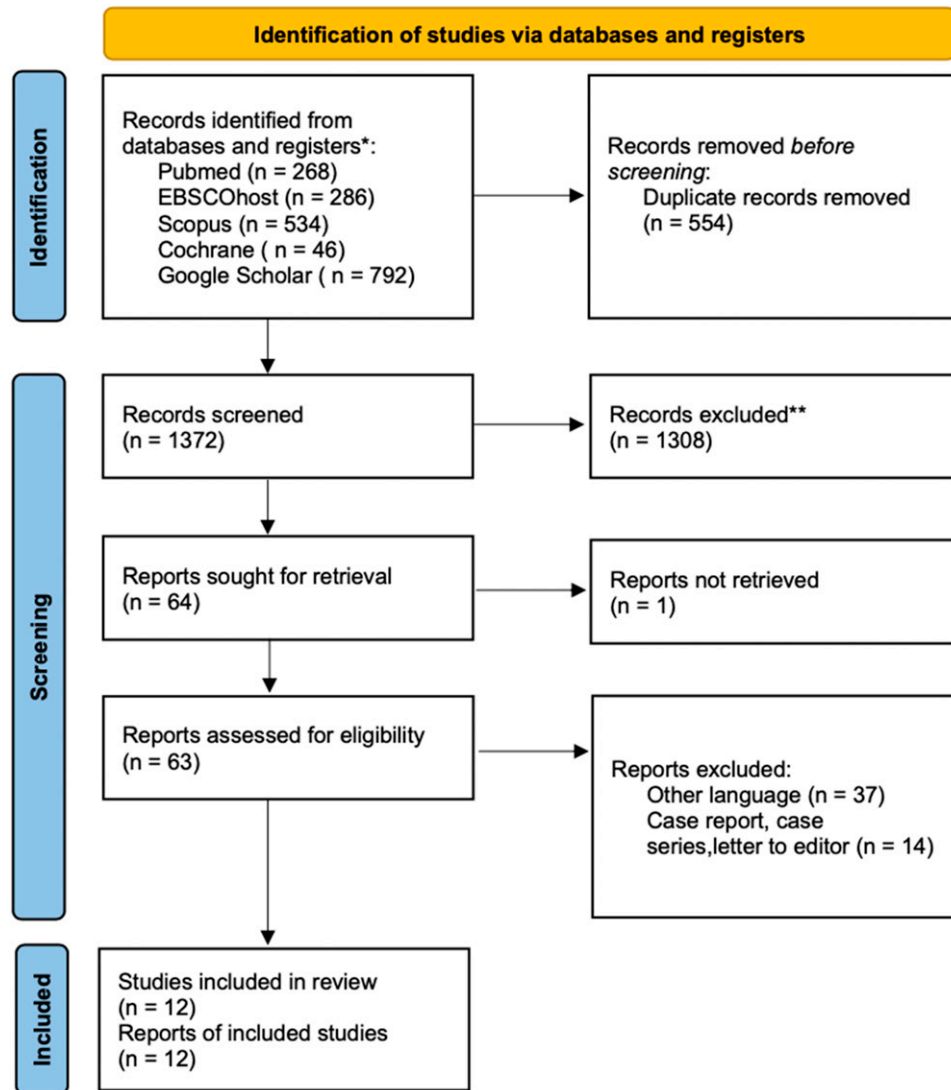 Identification of studies via databases and registers
Identification
Records identified from
databases and registers*:
Pubmed (n = 268)
EBSCOhost (n = 286)
Scopus (n = 534)
Cochrane ( n = 46)
Google Scholar ( n = 792)
Records removed before
screening:
Duplicate records removed
(n = 554)
Screening
Records screened
(n = 1372)
Records excluded**
(n = 1308)
Reports sought for retrieval
(n = 64)
Reports not retrieved
(n = 1)
Reports assessed for eligibility
(n = 63)
Reports excluded:
Other language (n = 37)
Case report, case
series,letter to editor (n = 14)
Included
Studies included in review
(n = 12)
Reports of included studies
(n = 12)